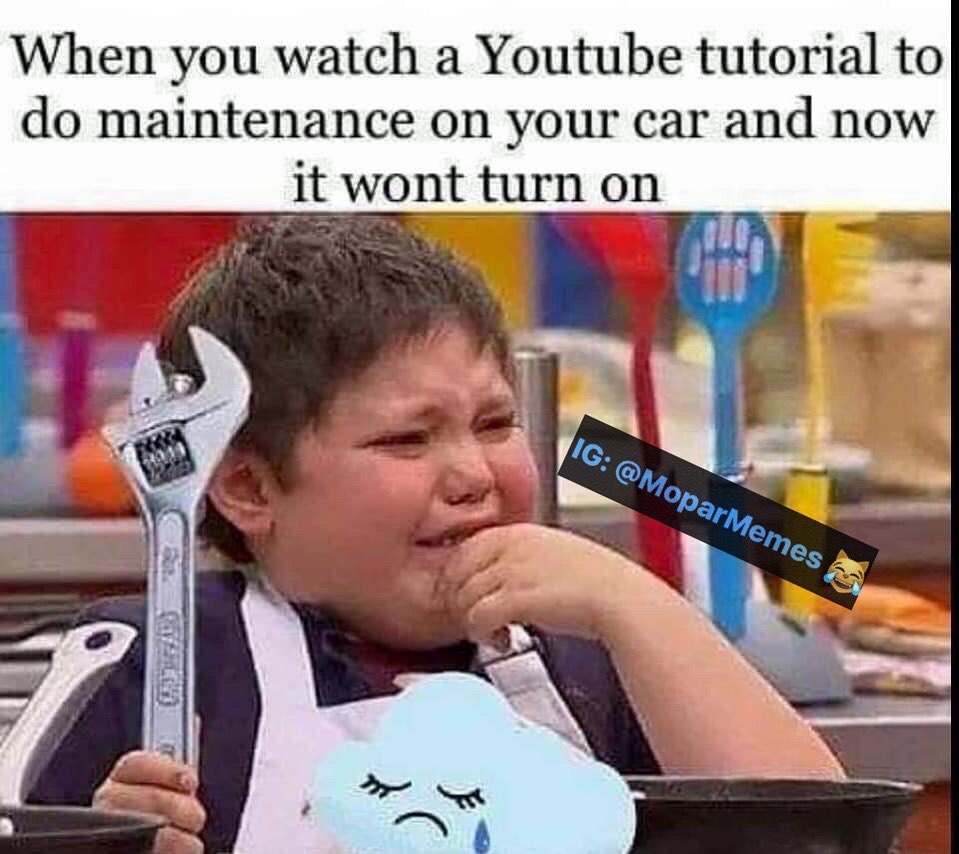 When you watch a Youtube tutorial to
do maintenance on your car and now
it wont turn on
IG: @MoparMemes 😹